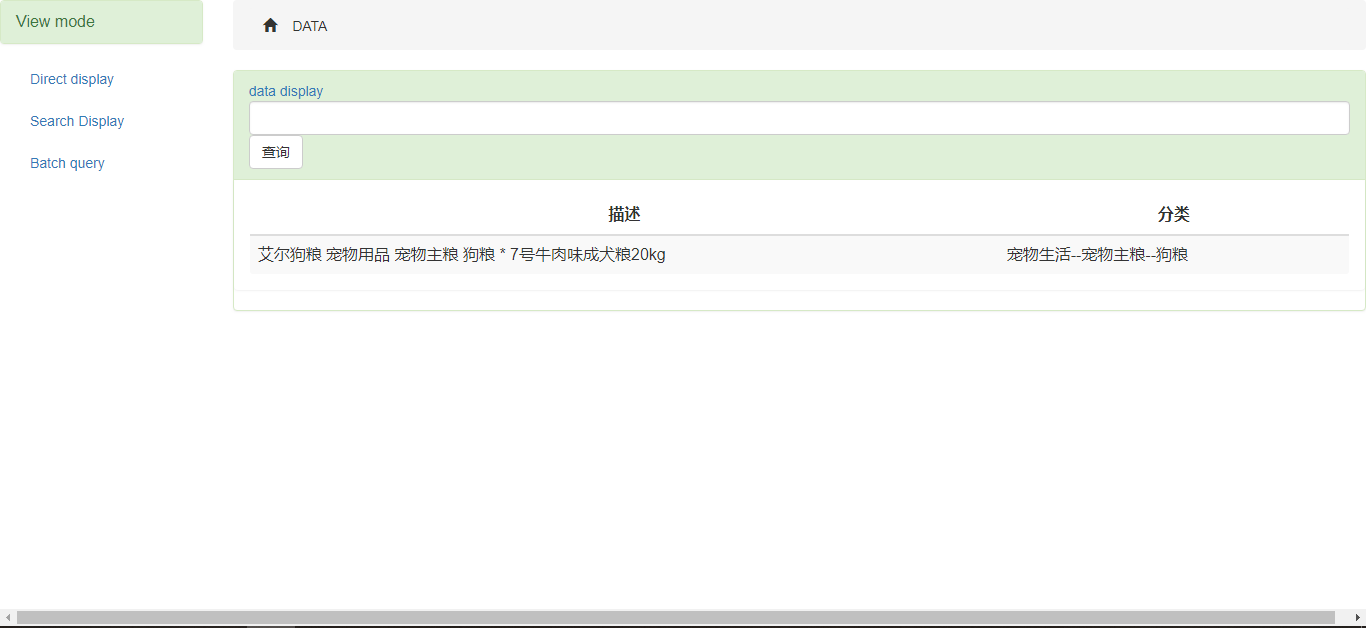 View mode
Direct display
Search Display
Batch query
DATA
data display
查询
描述 分类
艾尔狗粮 宠物用品 宠物主粮 狗粮 * 7号牛肉味成犬粮20kg 宠物生活--宠物主粮--狗粮